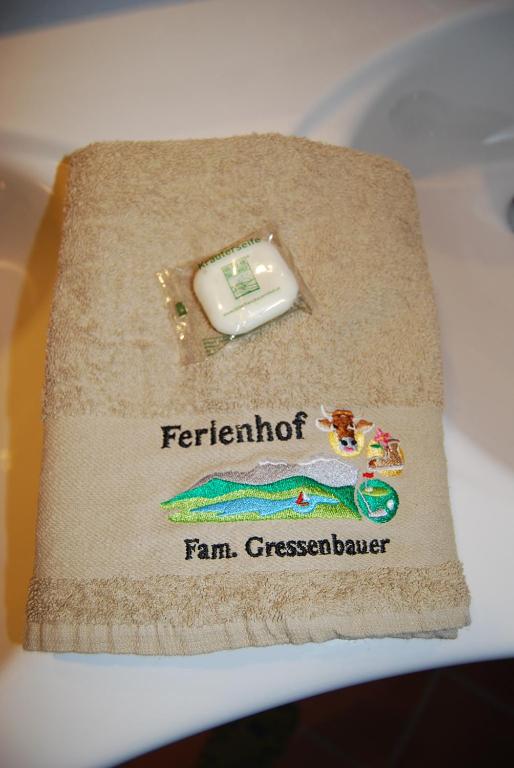 Kräuterseife
Ferienhof
Fam. Gressenbauer